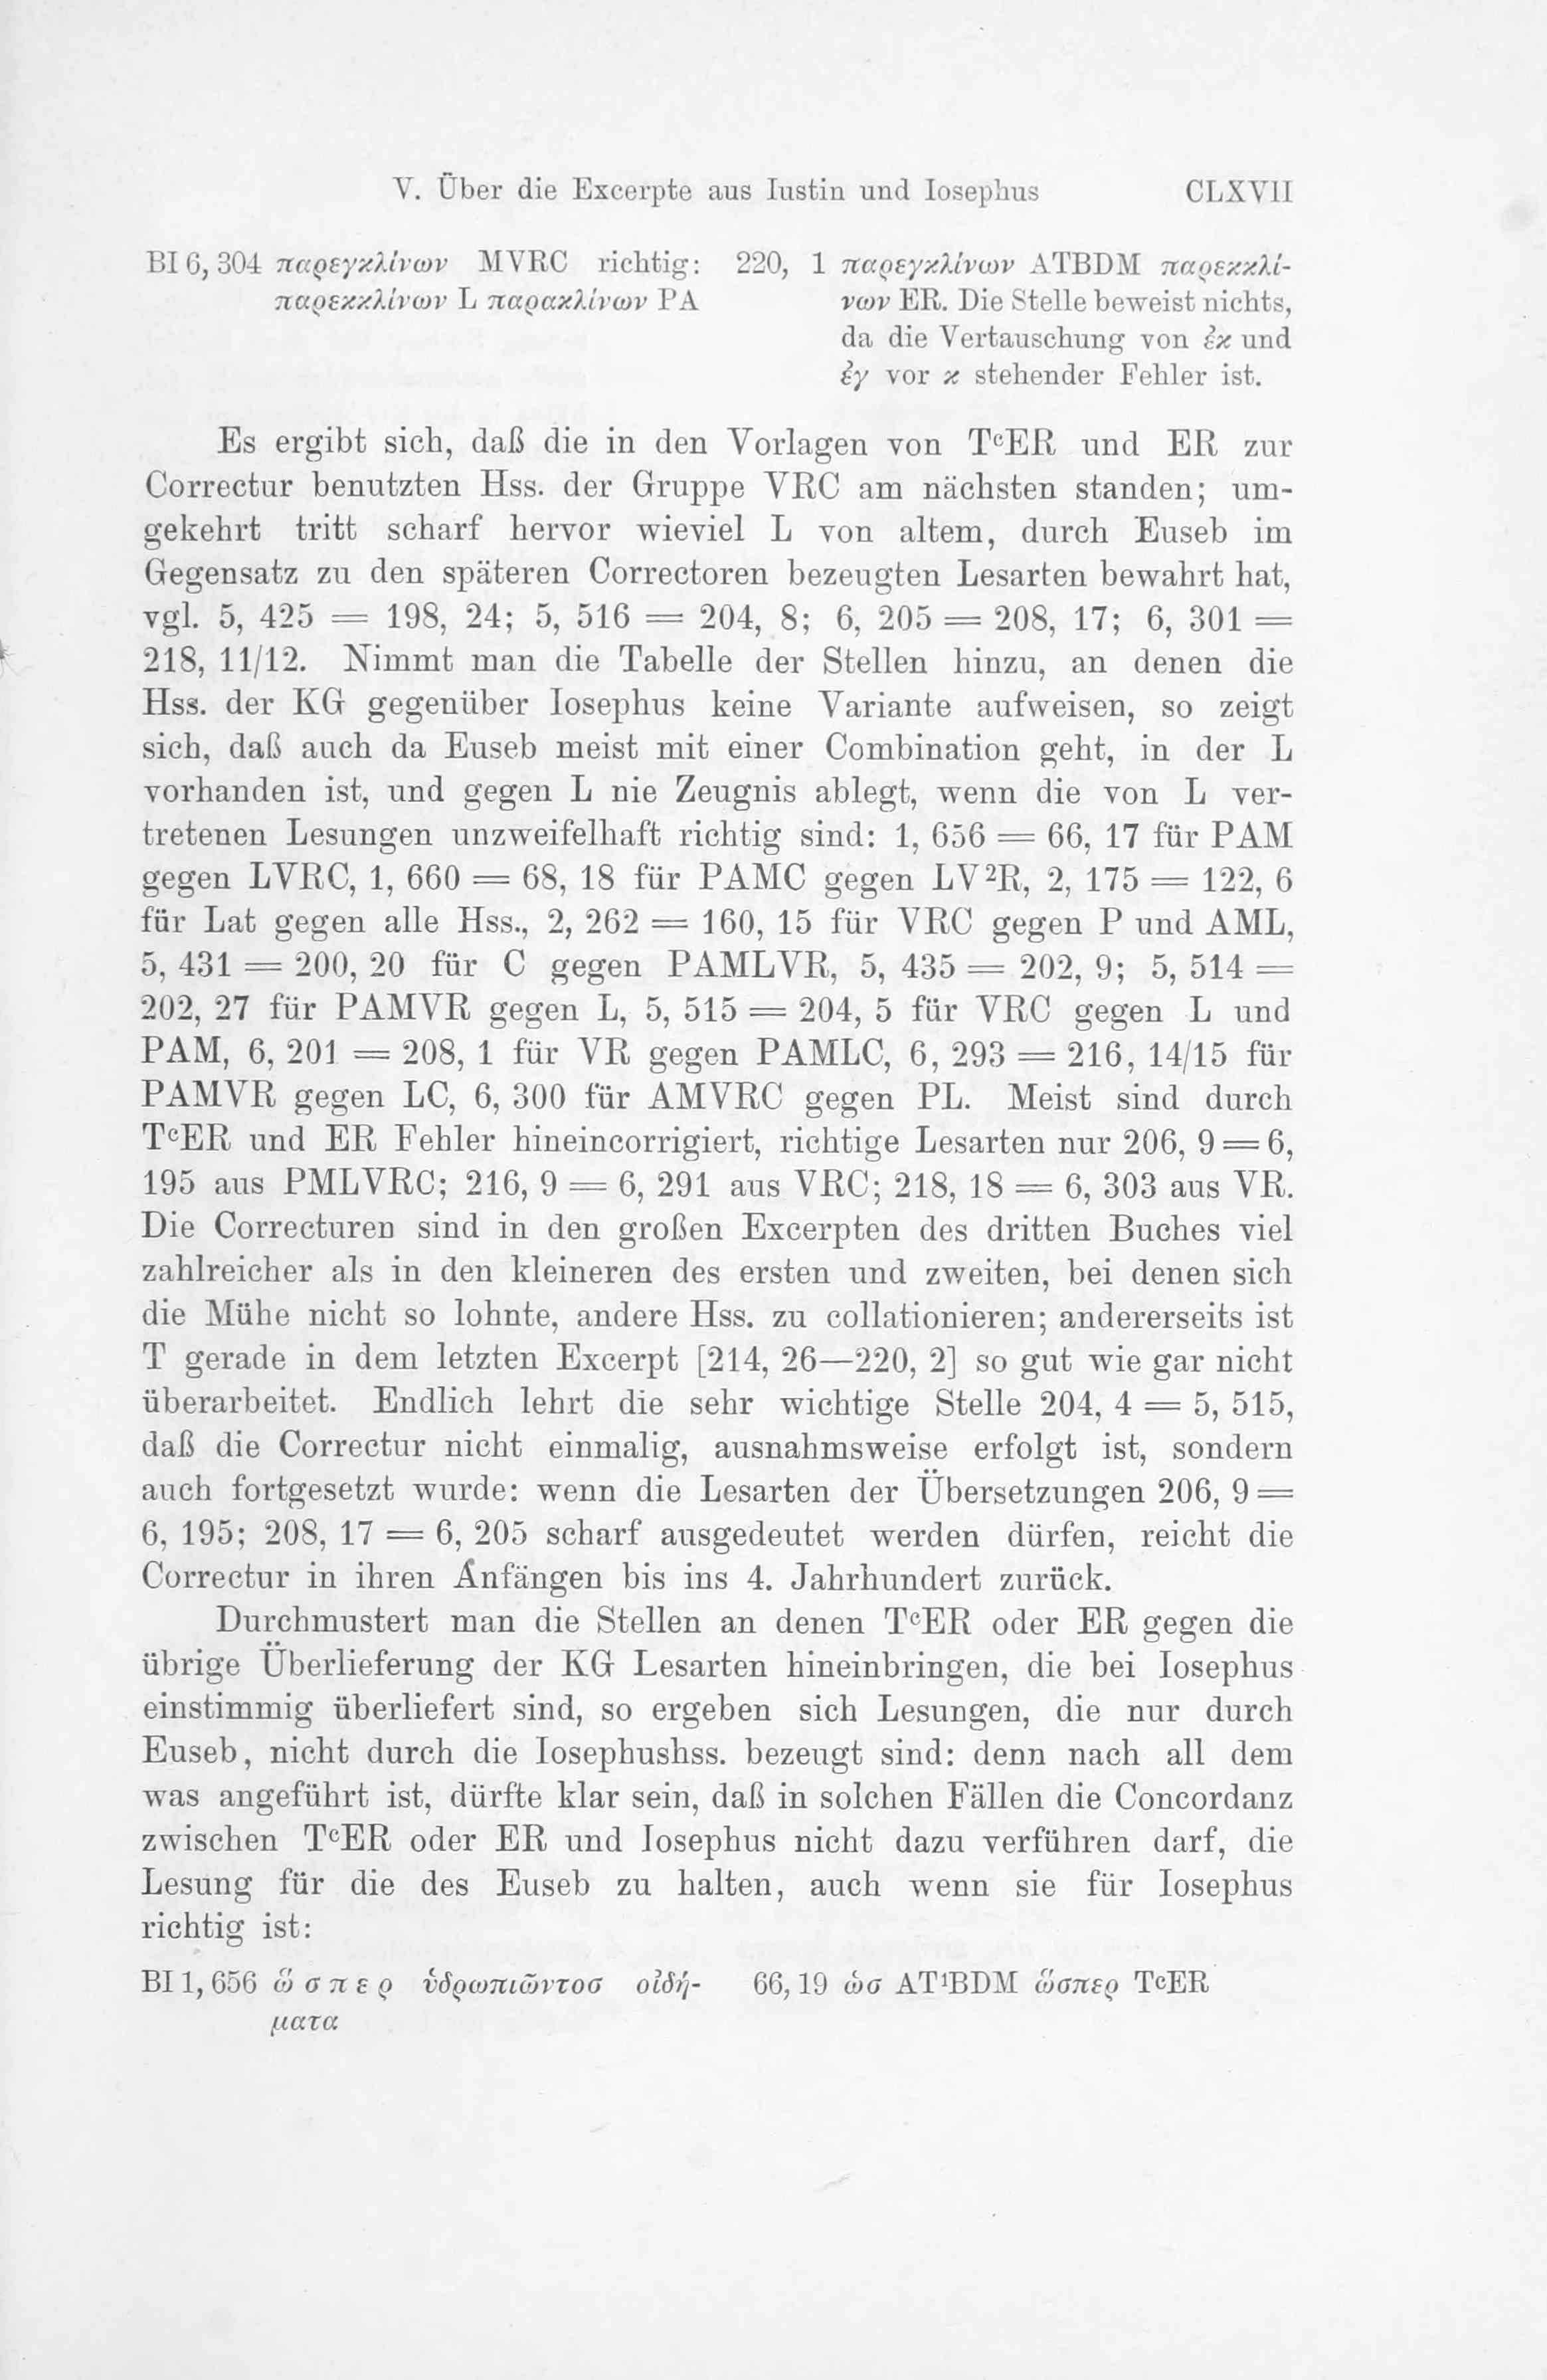 V. Über die Excerpte aus Iustin und Iosephus CLXVII
BI 6, 304 παρεγκλίνων MVRC richtig: 220, 1 παρεγκλίνων ATBDM παρεκκλί-
παρεκκλίνων L παρακλίνων PA νων ER. Die Stelle beweist nichts,
da die Vertauschung von ἐκ und
ἐγ vor κ stehender Fehler ist.
Es ergibt sich, daß die in den Vorlagen von TᶜER und ER zur
Correctur benutzten Hss. der Gruppe VRC am nächsten standen; um-
gekehrt tritt scharf hervor wieviel L von altem, durch Euseb im
Gegensatz zu den späteren Correctoren bezeugten Lesarten bewahrt hat,
vgl. 5, 425 = 198, 24; 5, 516 = 204, 8; 6, 205 = 208, 17; 6, 301 =
218, 11/12. Nimmt man die Tabelle der Stellen hinzu, an denen die
Hss. der KG gegenüber Iosephus keine Variante aufweisen, so zeigt
sich, daß auch da Euseb meist mit einer Combination geht, in der L
vorhanden ist, und gegen L nie Zeugnis ablegt, wenn die von L ver-
tretenen Lesungen unzweifelhaft richtig sind: 1, 656 = 66, 17 für PAM
gegen LVRC, 1, 660 = 68, 18 für PAMC gegen LV²R, 2, 175 = 122, 6
für Lat gegen alle Hss., 2, 262 = 160, 15 für VRC gegen P und AML,
5, 431 = 200, 20 für C gegen PAMLVR, 5, 435 = 202, 9; 5, 514 =
202, 27 für PAMVR gegen L, 5, 515 = 204, 5 für VRC gegen L und
PAM, 6, 201 = 208, 1 für VR gegen PAMLC, 6, 293 = 216, 14/15 für
PAMVR gegen LC, 6, 300 für AMVRC gegen PL. Meist sind durch
TᶜER und ER Fehler hineincorrigiert, richtige Lesarten nur 206, 9 = 6,
195 aus PMLVRC; 216, 9 = 6, 291 aus VRC; 218, 18 = 6, 303 aus VR.
Die Correcturen sind in den großen Excerpten des dritten Buches viel
zahlreicher als in den kleineren des ersten und zweiten, bei denen sich
die Mühe nicht so lohnte, andere Hss. zu collationieren; andererseits ist
T gerade in dem letzten Excerpt [214, 26—220, 2] so gut wie gar nicht
überarbeitet. Endlich lehrt die sehr wichtige Stelle 204, 4 = 5, 515,
daß die Correctur nicht einmalig, ausnahmsweise erfolgt ist, sondern
auch fortgesetzt wurde: wenn die Lesarten der Übersetzungen 206, 9 =
6, 195; 208, 17 = 6, 205 scharf ausgedeutet werden dürfen, reicht die
Correctur in ihren Anfängen bis ins 4. Jahrhundert zurück.
Durchmustert man die Stellen an denen TᶜER oder ER gegen die
übrige Überlieferung der KG Lesarten hineinbringen, die bei Iosephus
einstimmig überliefert sind, so ergeben sich Lesungen, die nur durch
Euseb, nicht durch die Iosephushss. bezeugt sind: denn nach all dem
was angeführt ist, dürfte klar sein, daß in solchen Fällen die Concordanz
zwischen TᶜER oder ER und Iosephus nicht dazu verführen darf, die
Lesung für die des Euseb zu halten, auch wenn sie für Iosephus
richtig ist:
BI 1, 656 ὥσπερ ὑδρωπιῶντοσ οἰδή- 66, 19 ὡσ AT¹BDM ὥσπερ TᶜER
ματα